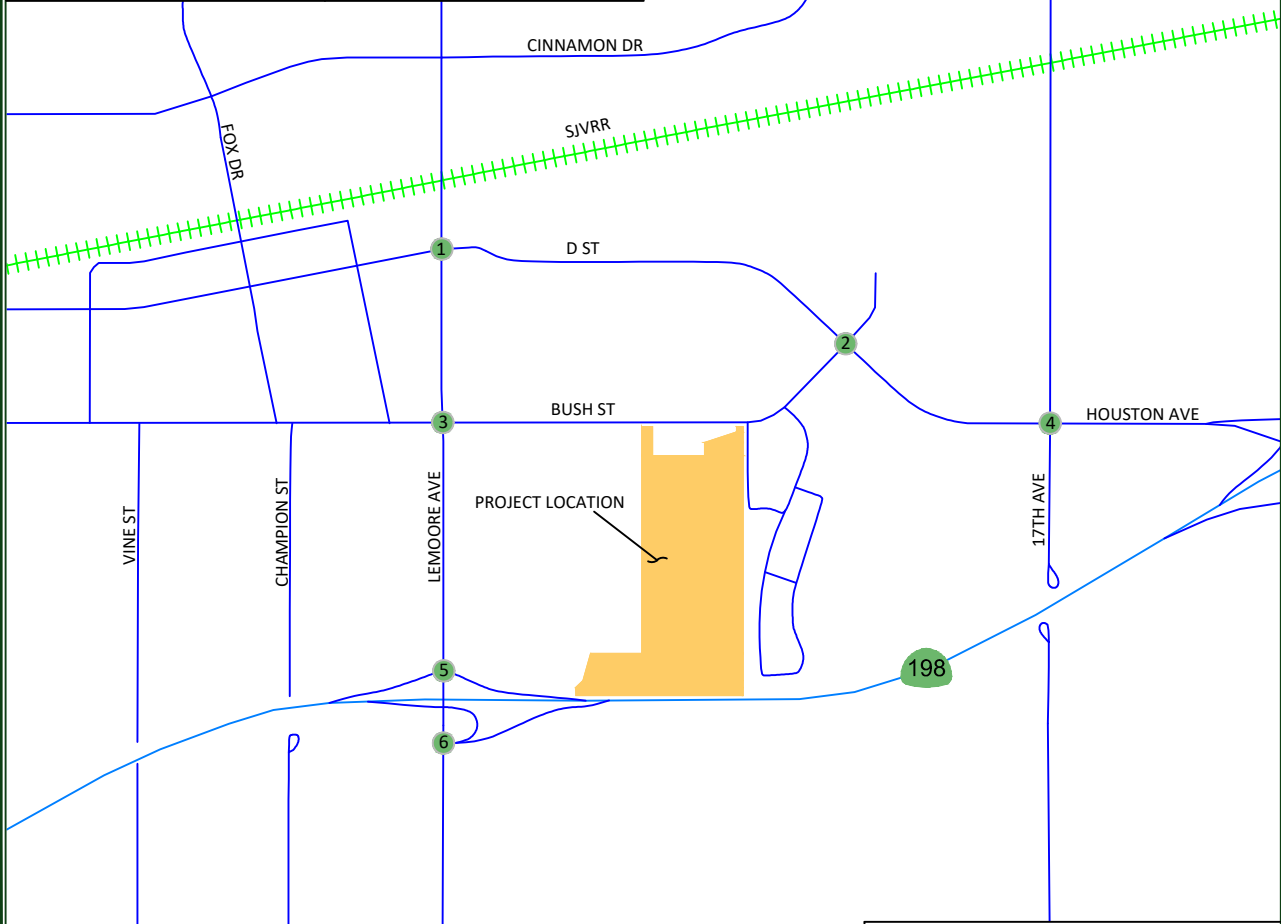 CINNAMON DR
SJVRR
FOX DR
1
D ST
2
3
BUSH ST
4
HOUSTON AVE
PROJECT LOCATION
VINE ST
CHAMPION ST
LEMOORE AVE
17TH AVE
5
198
6